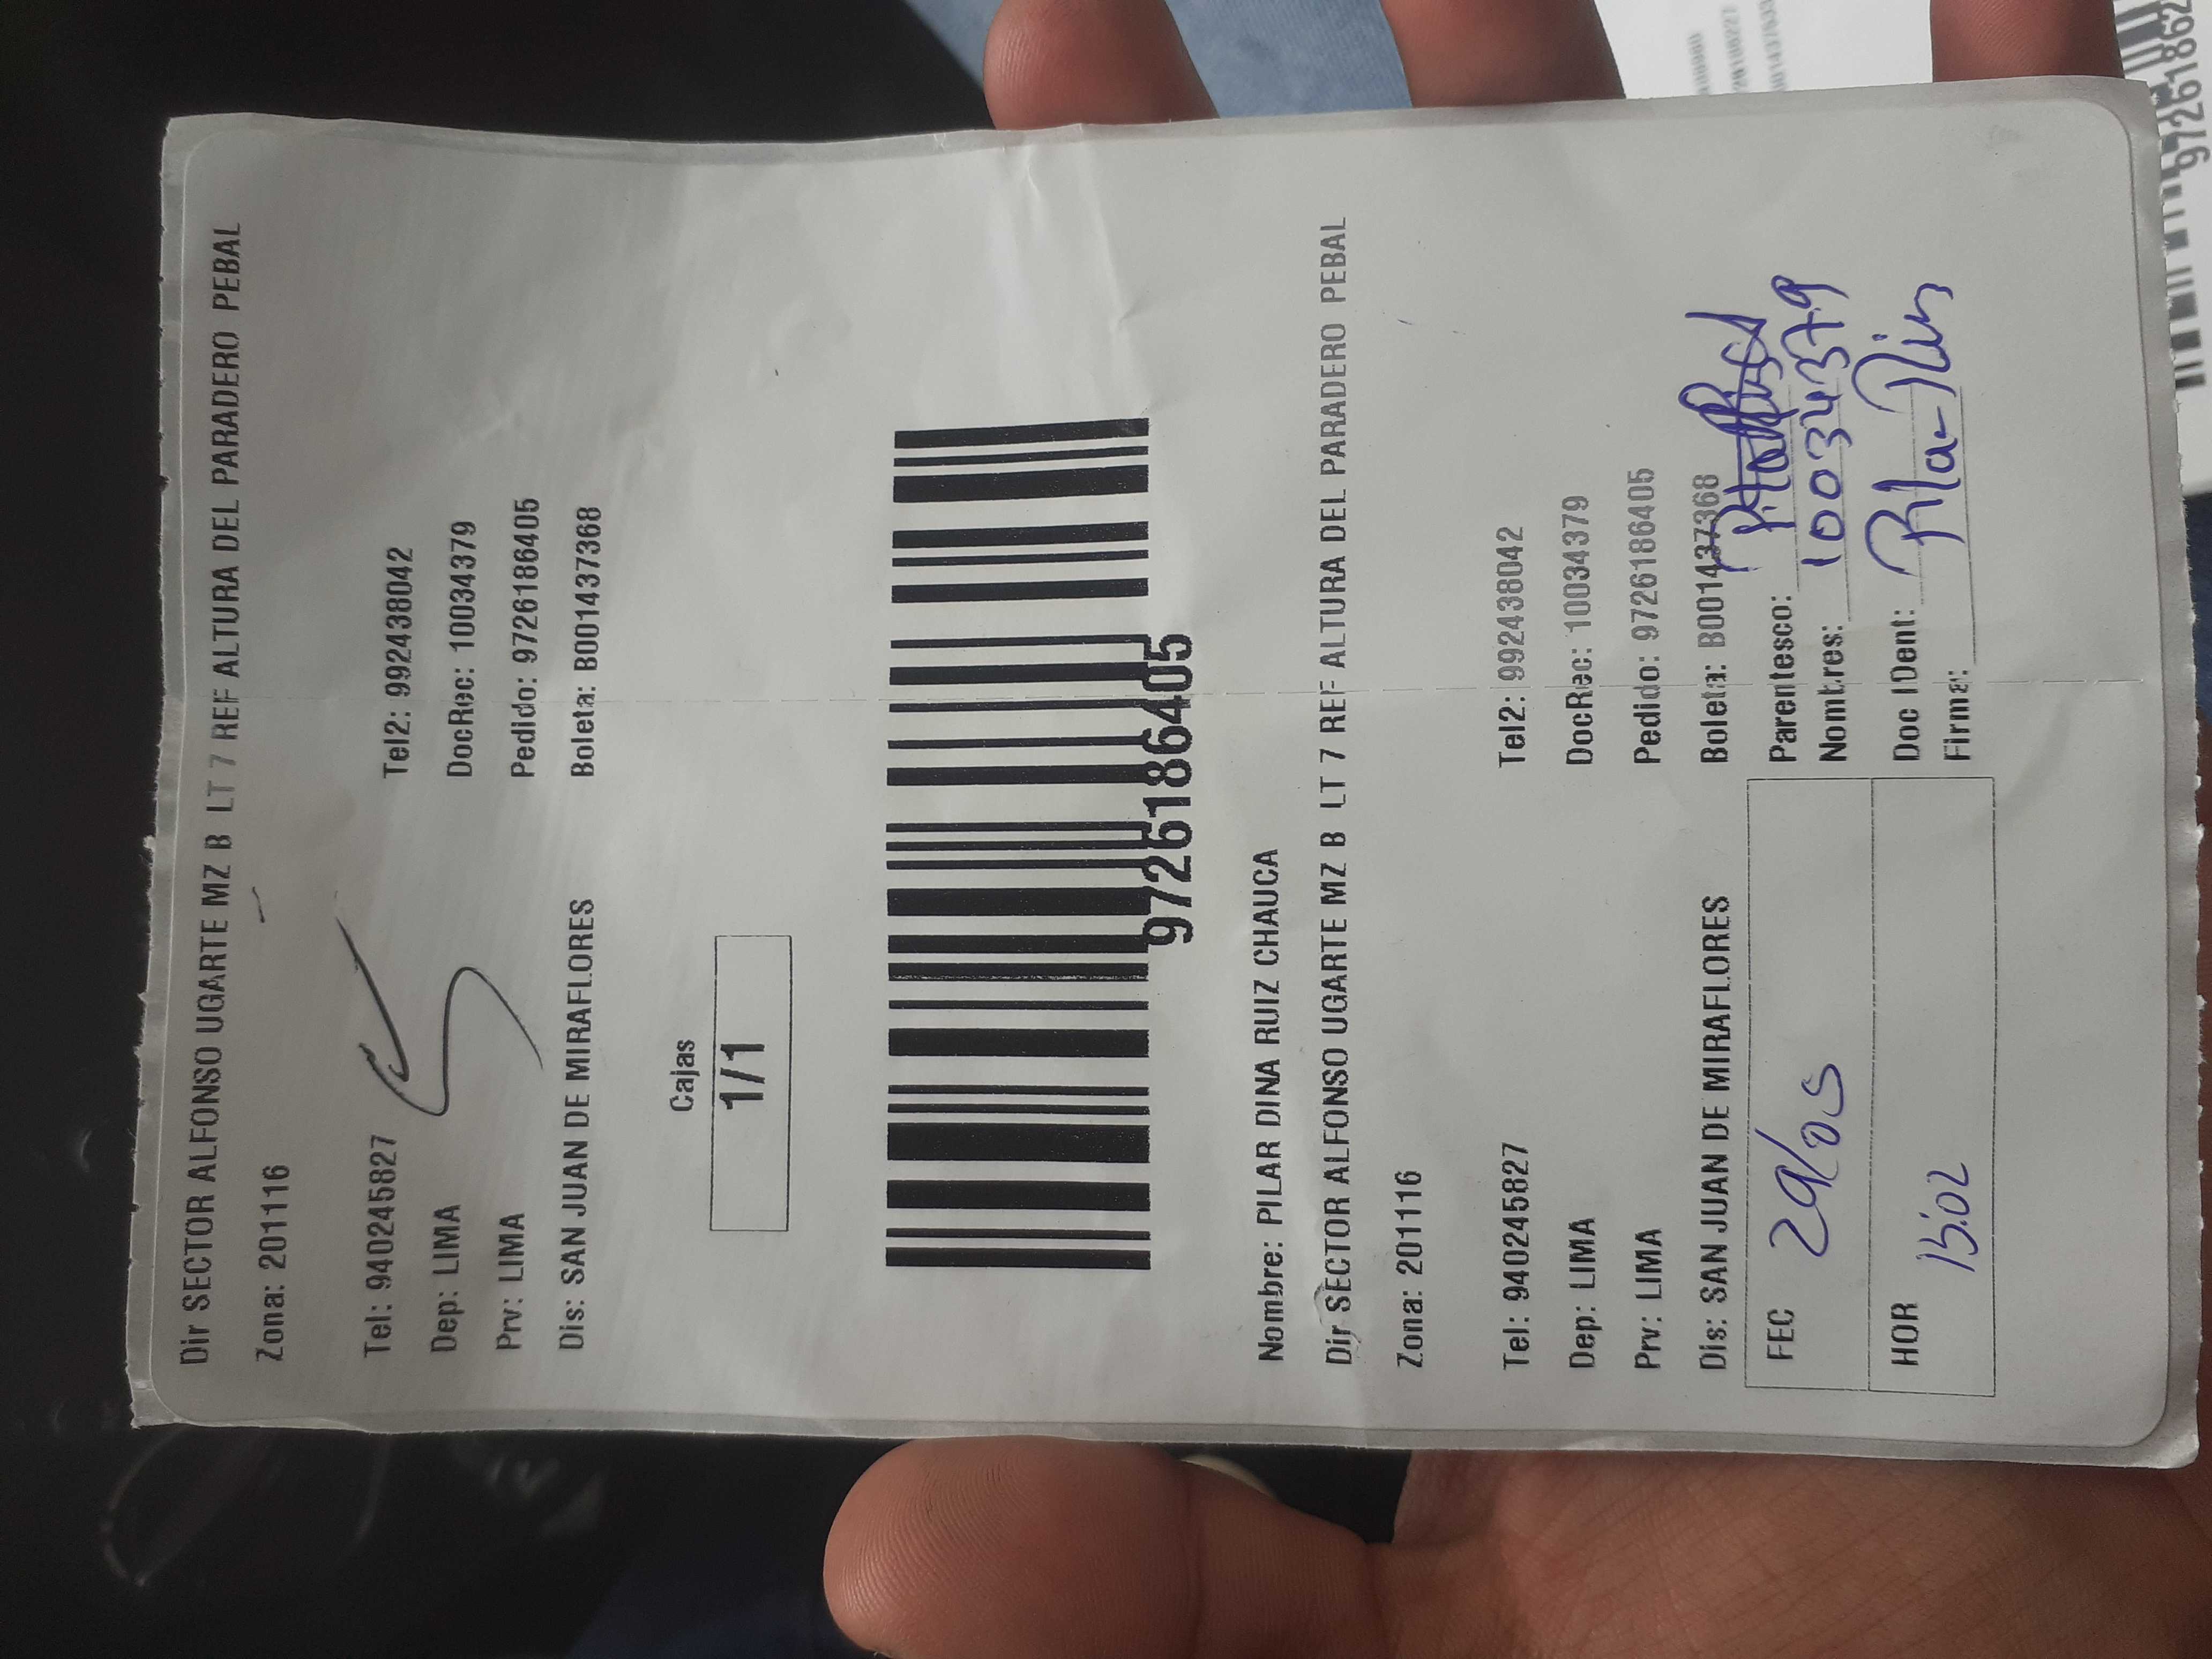 Dir SECTOR ALFONSO UGARTE MZ B LT 7 REF ALTURA DEL PARADERO PEBAL
Zona: 201116
Tel: 940245827 Tel2: 992438042
Dep: LIMA DocRec: 10034379
Prv: LIMA Pedido: 972618186405
Dis: SAN JUAN DE MIRAFLORES Boleta: B001437368
Cajas
1/1
97261186405
Nombre: PILAR DINA RUIZ CHAUCA
Dir SECTOR ALFONSO UGARTE MZ B LT 7 REF ALTURA DEL PARADERO PEBAL
Zona: 201116
Tel: 940245827 Tel2: 992438042
Dep: LIMA DocRec: 10034379
Prv: LIMA Pedido: 97261186405
Dis: SAN JUAN DE MIRAFLORES Boleta: B001437368
FEC 29/05 Parentesco:
Nombres: 10034379
HOR 15:02 Doc IDent:
Firma: